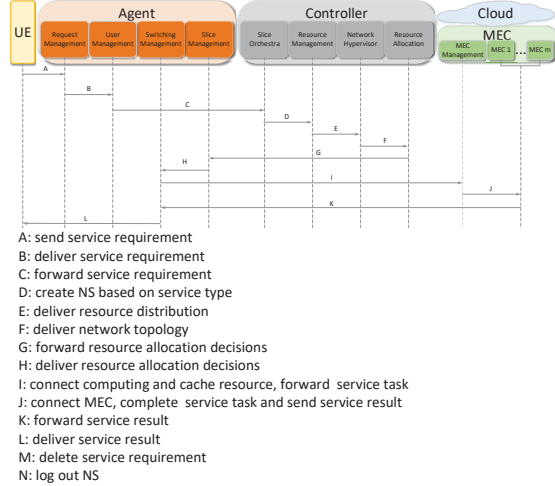 Agent
Controller
Cloud
UE
Request Management
User Management
Switching Management
Slice Management
Slice Orchestra
Resource Management
Network Hypervisor
Resource Allocation
MEC
MEC Management
MEC 1
...
MEC m
A
B
C
D
E
F
G
H
I
J
K
L
A: send service requirement
B: deliver service requirement
C: forward service requirement
D: create NS based on service type
E: deliver resource distribution
F: deliver network topology
G: forward resource allocation decisions
H: deliver resource allocation decisions
I: connect computing and cache resource, forward service task
J: connect MEC, complete service task and send service result
K: forward service result
L: deliver service result
M: delete service requirement
N: log out NS